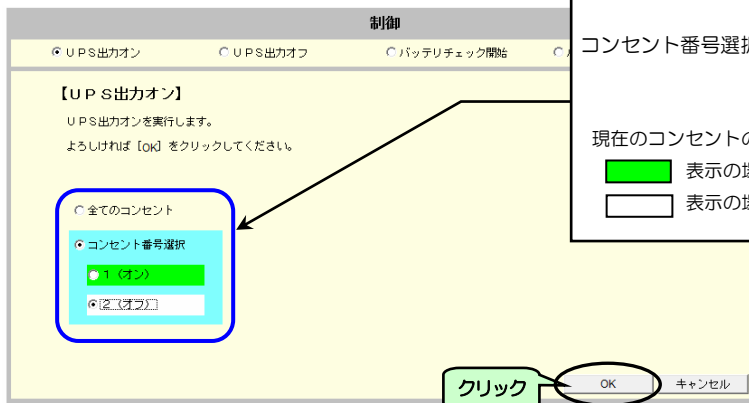 制御
UPS出力オン
UPS出力オフ
バッテリチェック開始
【UPS出力オン】
UPS出力オンを実行します。
よろしければ [OK] をクリックしてください。
全てのコンセント
コンセント番号選択
1 (オン)
2 (オフ)
コンセント番号選
現在のコンセントの
表示の
表示の
クリック
OK
キャンセル